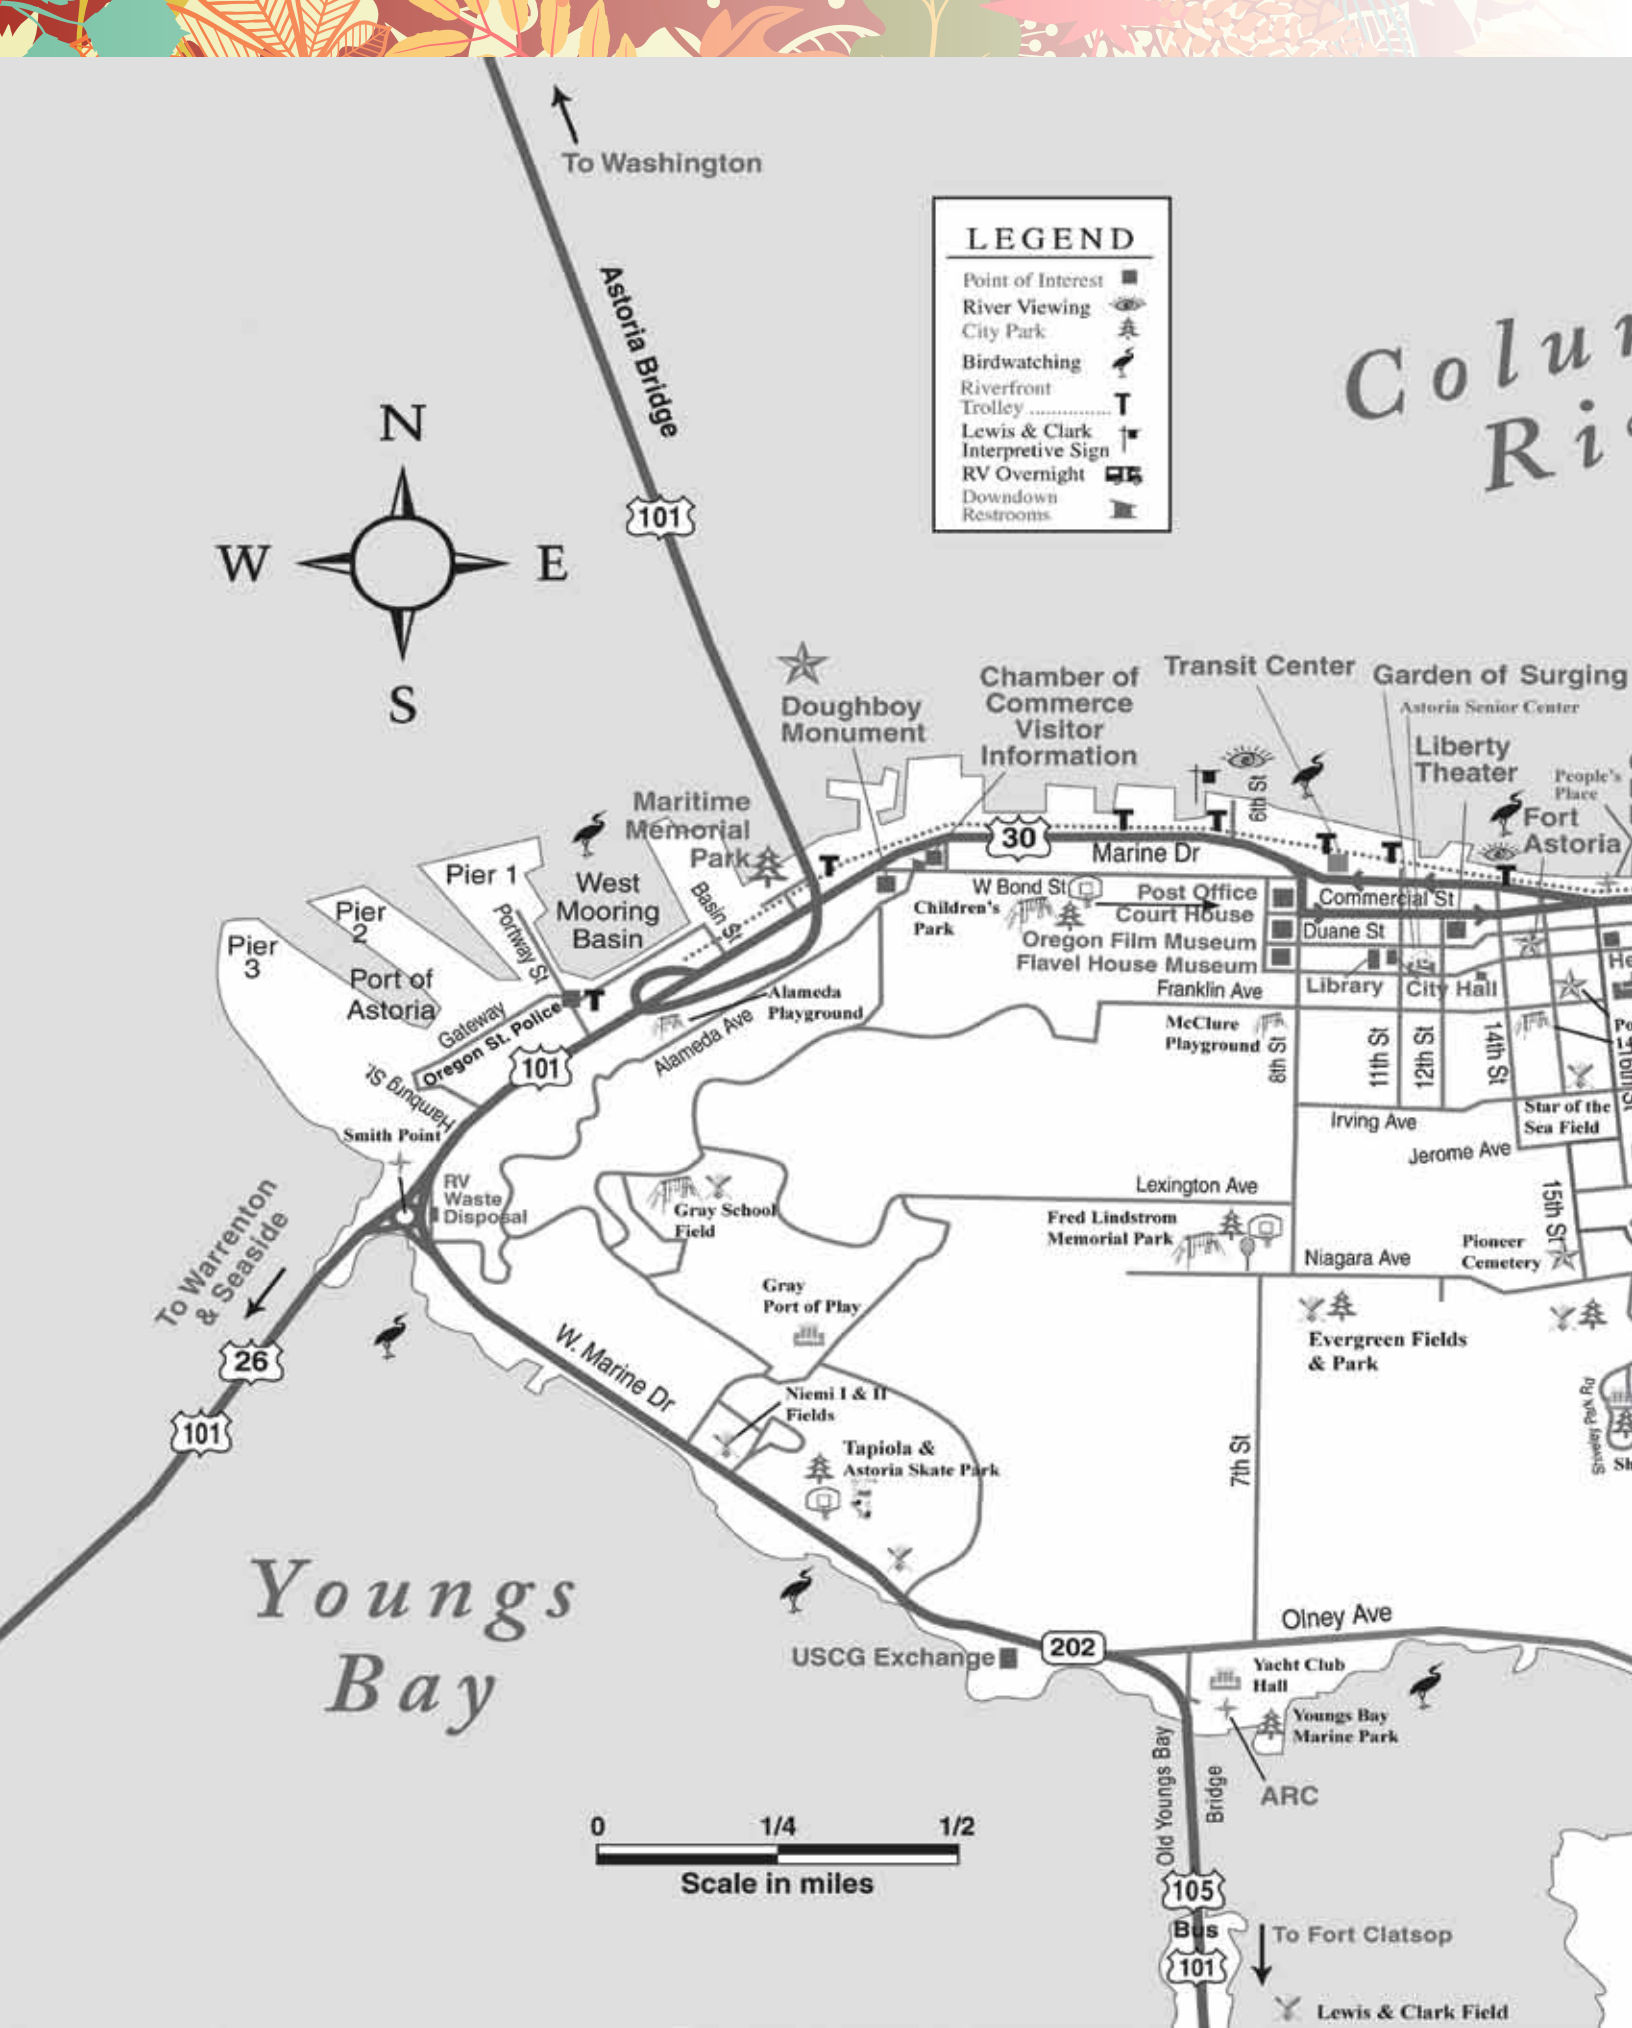 To Washington
LEGEND
Point of Interest
River Viewing
City Park
Birdwatching
Riverfront
Trolley ............... T
Lewis & Clark
Interpretive Sign
RV Overnight
Downdown
Restrooms
Astoria Bridge
101
N
W
E
S
Doughboy
Monument
Chamber of
Commerce
Visitor
Information
Transit Center
Garden of Surging
Astoria Senior Center
Liberty
Theater
People's
Place
Fort
Astoria
6th St
Maritime
Memorial
Park
T
T
T
T
T
T
T
30
Marine Dr
Pier 1
West
Mooring
Basin
Basin St
Pier
2
Pier
3
Portway St
Port of
Astoria
Gateway
Oregon St. Police
Hamburg St.
101
Smith Point
W Bond St
Children's
Park
Post Office
Court House
Oregon Film Museum
Flavel House Museum
Commercial St
Duane St
Library
City Hall
Franklin Ave
Alameda
Playground
Alameda Ave
McClure
Playground
8th St
11th St
12th St
14th St
Star of the
Sea Field
Irving Ave
Jerome Ave
15th St
RV
Waste
Disposal
Gray School
Field
Lexington Ave
Fred Lindstrom
Memorial Park
Niagara Ave
Pioneer
Cemetery
To Warrenton
& Seaside
26
101
Gray
Port of Play
Evergreen Fields
& Park
W. Marine Dr
Niemi I & II
Fields
Tapiola &
Astoria Skate Park
7th St
Shively Park Rd
Youngs
Bay
USCG Exchange
202
Olney Ave
Yacht Club
Hall
Youngs Bay
Marine Park
ARC
Old Youngs Bay
Bridge
0 1/4 1/2
Scale in miles
105
Bus
101
To Fort Clatsop
Lewis & Clark Field